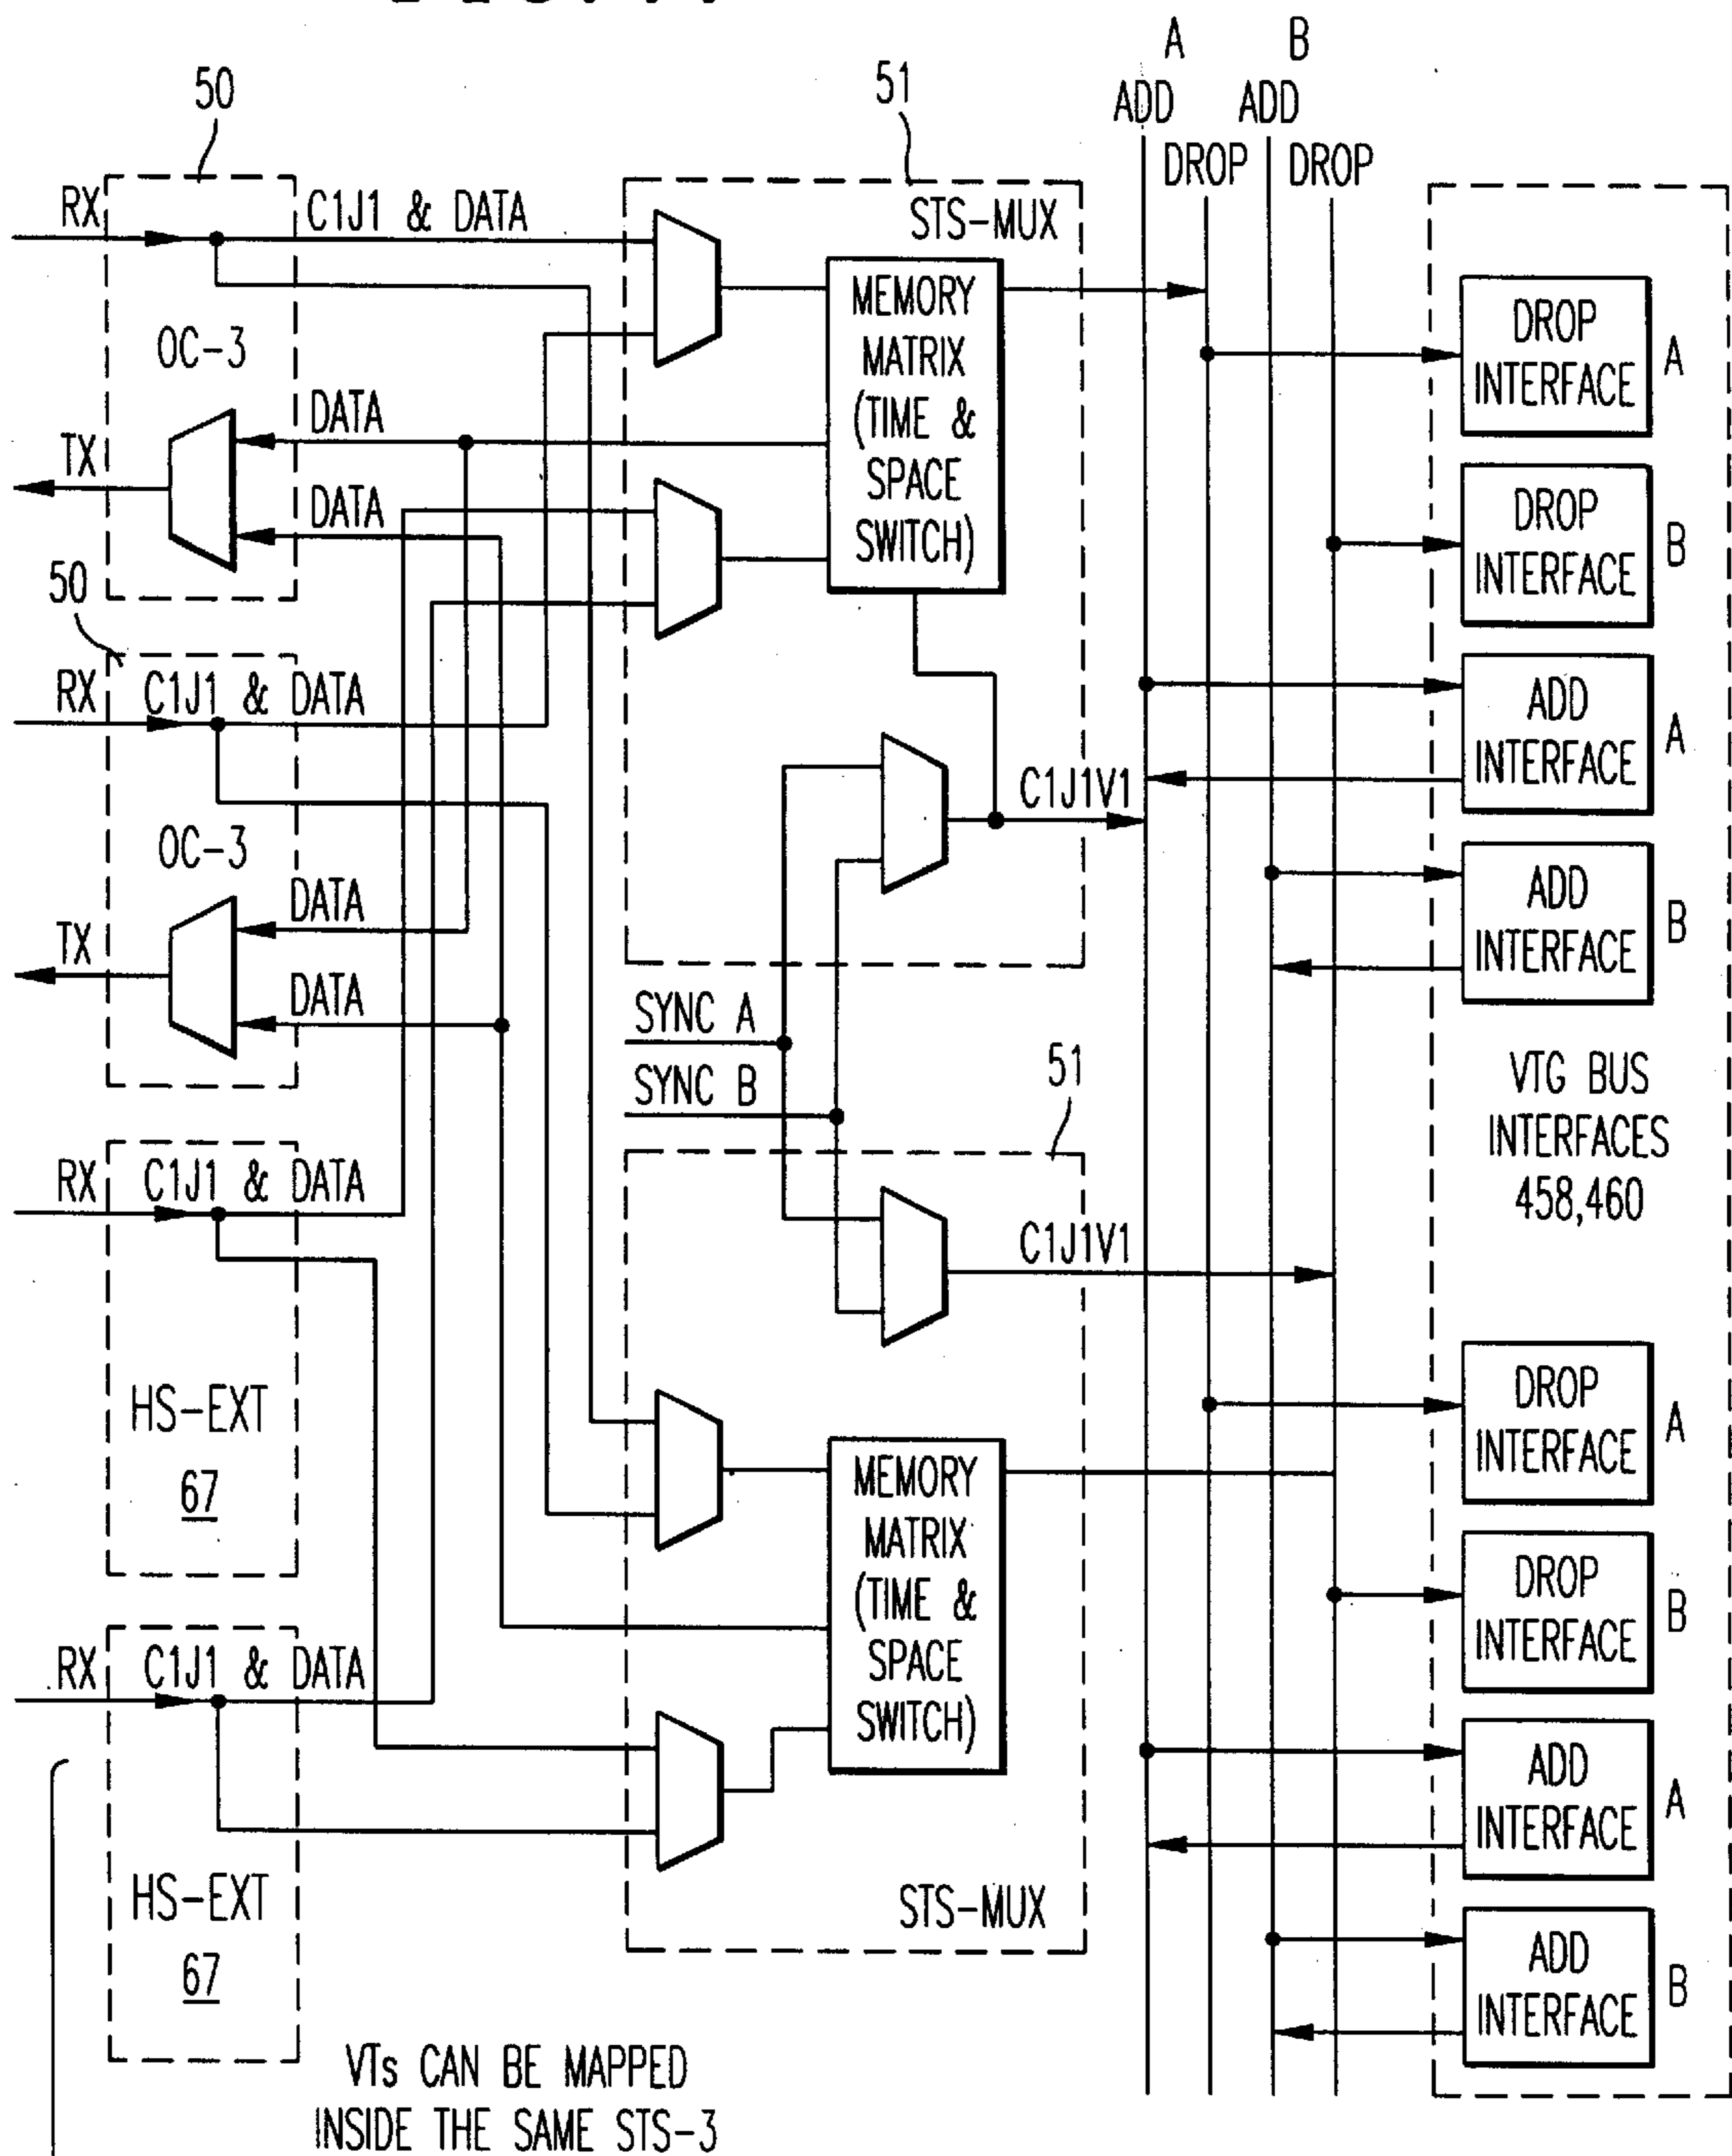 A B
ADD ADD
DROP DROP
50
51
RX
C1J1 & DATA
STS-MUX
OC-3
MEMORY
MATRIX
(TIME &
SPACE
SWITCH)
DATA
TX
DATA
DROP
INTERFACE
A
DROP
INTERFACE
B
50
RX
C1J1 & DATA
ADD
INTERFACE
A
C1J1V1
OC-3
DATA
TX
DATA
ADD
INTERFACE
B
SYNC A
SYNC B
51
VTG BUS
INTERFACES
458,460
RX
C1J1 & DATA
C1J1V1
HS-EXT
67
MEMORY
MATRIX
(TIME &
SPACE
SWITCH)
DROP
INTERFACE
A
DROP
INTERFACE
B
RX
C1J1 & DATA
HS-EXT
67
STS-MUX
ADD
INTERFACE
A
ADD
INTERFACE
B
VTs CAN BE MAPPED
INSIDE THE SAME STS-3